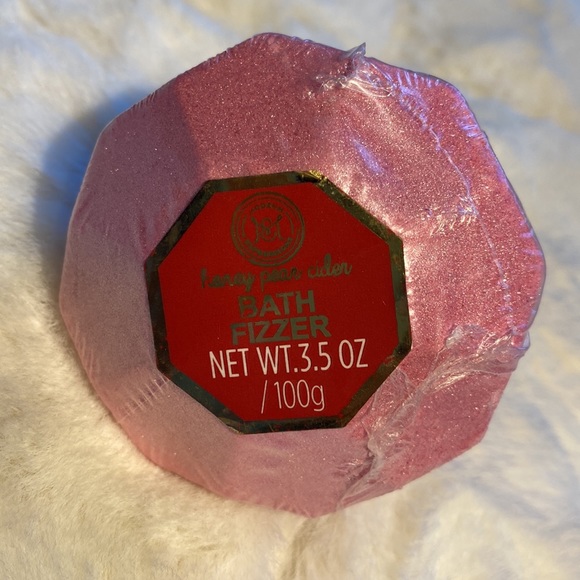 honey pear cider
BATH
FIZZER
NET WT.3.5 OZ
/100g